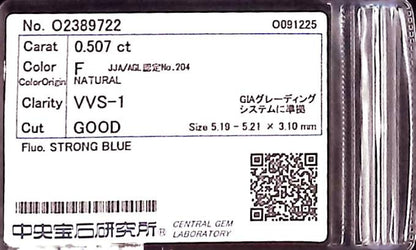 No. O2389722 O091225
Carat 0.507 ct
Color F JJA/AGL認定No.204
ColorOrigin NATURAL
Clarity VVS-1 GIAグレーディング
システムに準拠
Cut GOOD Size 5.19 - 5.21 × 3.10 mm
Fluo. STRONG BLUE
中央宝石研究所® CENTRAL GEM
LABORATORY